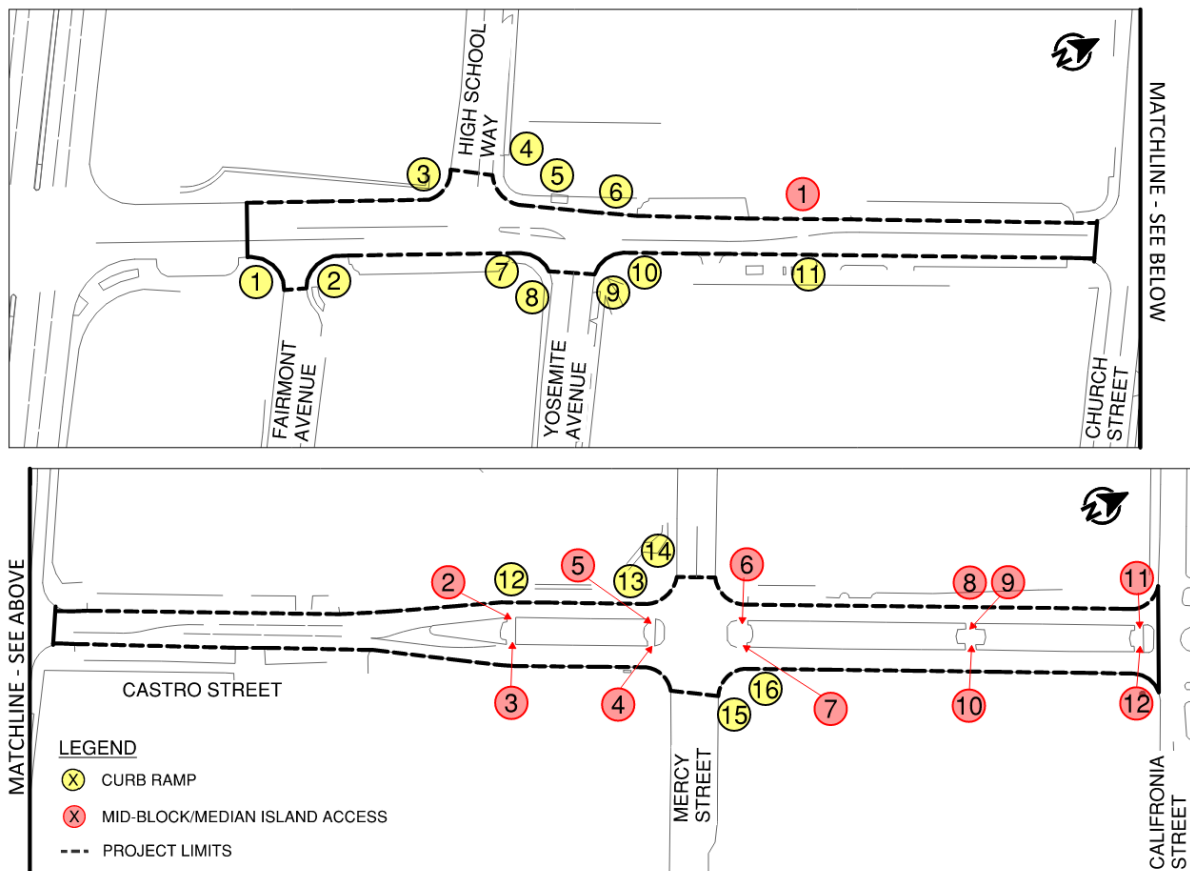 HIGH SCHOOL
WAY
N
3
4
5
6
1
1
2
7
8
9
10
11
FAIRMONT
AVENUE
YOSEMITE
AVENUE
CHURCH
STREET
MATCHLINE - SEE BELOW
MATCHLINE - SEE ABOVE
N
2
12
5
13
14
6
8
9
11
3
4
15
16
7
10
12
CASTRO STREET
MERCY
STREET
CALIFRONIA
STREET
LEGEND
X CURB RAMP
X MID-BLOCK/MEDIAN ISLAND ACCESS
PROJECT LIMITS